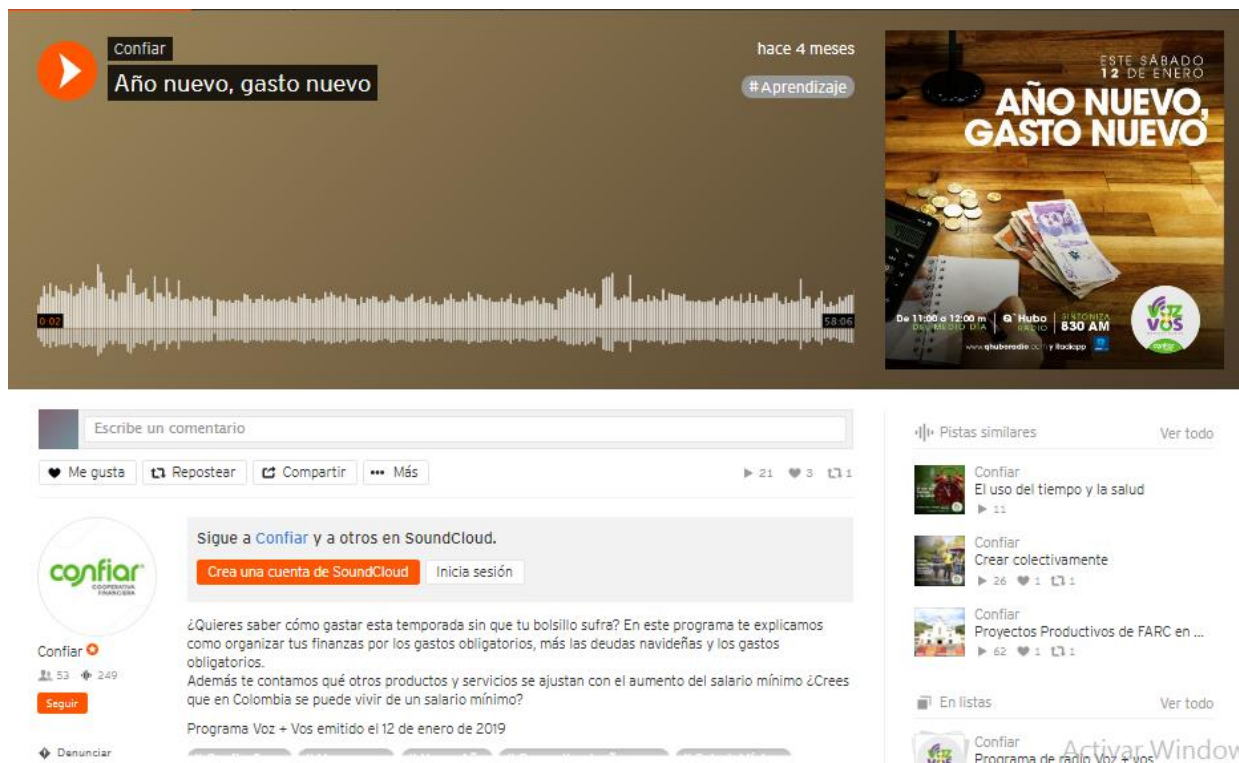 Confiar
Año nuevo, gasto nuevo
hace 4 meses
# Aprendizaje
0:02
58:06
ESTE SÁBADO
12 DE ENERO
AÑO NUEVO,
GASTO NUEVO
De 11:00 a 12:00 m
DEL MEDIO DÍA
Q'Hubo
RADIO
SINTONIZA
830 AM
www.qhuboradio.com y Radioapp
VOZ
VOS
confiar
Escribe un comentario
Me gusta
Repostear
Compartir
Más
21
3
1
confiar
COOPERATIVA
FINANCIERA
Confiar
53
249
Seguir
Denunciar
Sigue a Confiar y a otros en SoundCloud.
Crea una cuenta de SoundCloud
Inicia sesión
¿Quieres saber cómo gastar esta temporada sin que tu bolsillo sufra? En este programa te explicamos
como organizar tus finanzas por los gastos obligatorios, más las deudas navideñas y los gastos
obligatorios.
Además te contamos qué otros productos y servicios se ajustan con el aumento del salario mínimo ¿Crees
que en Colombia se puede vivir de un salario mínimo?
Programa Voz + Vos emitido el 12 de enero de 2019
Pistas similares
Ver todo
Confiar
El uso del tiempo y la salud
11
Confiar
Crear colectivamente
26
1
1
Confiar
Proyectos Productivos de FARC en ...
62
1
1
En listas
Ver todo
Confiar
Programa de radio Voz + vos
Activar Window